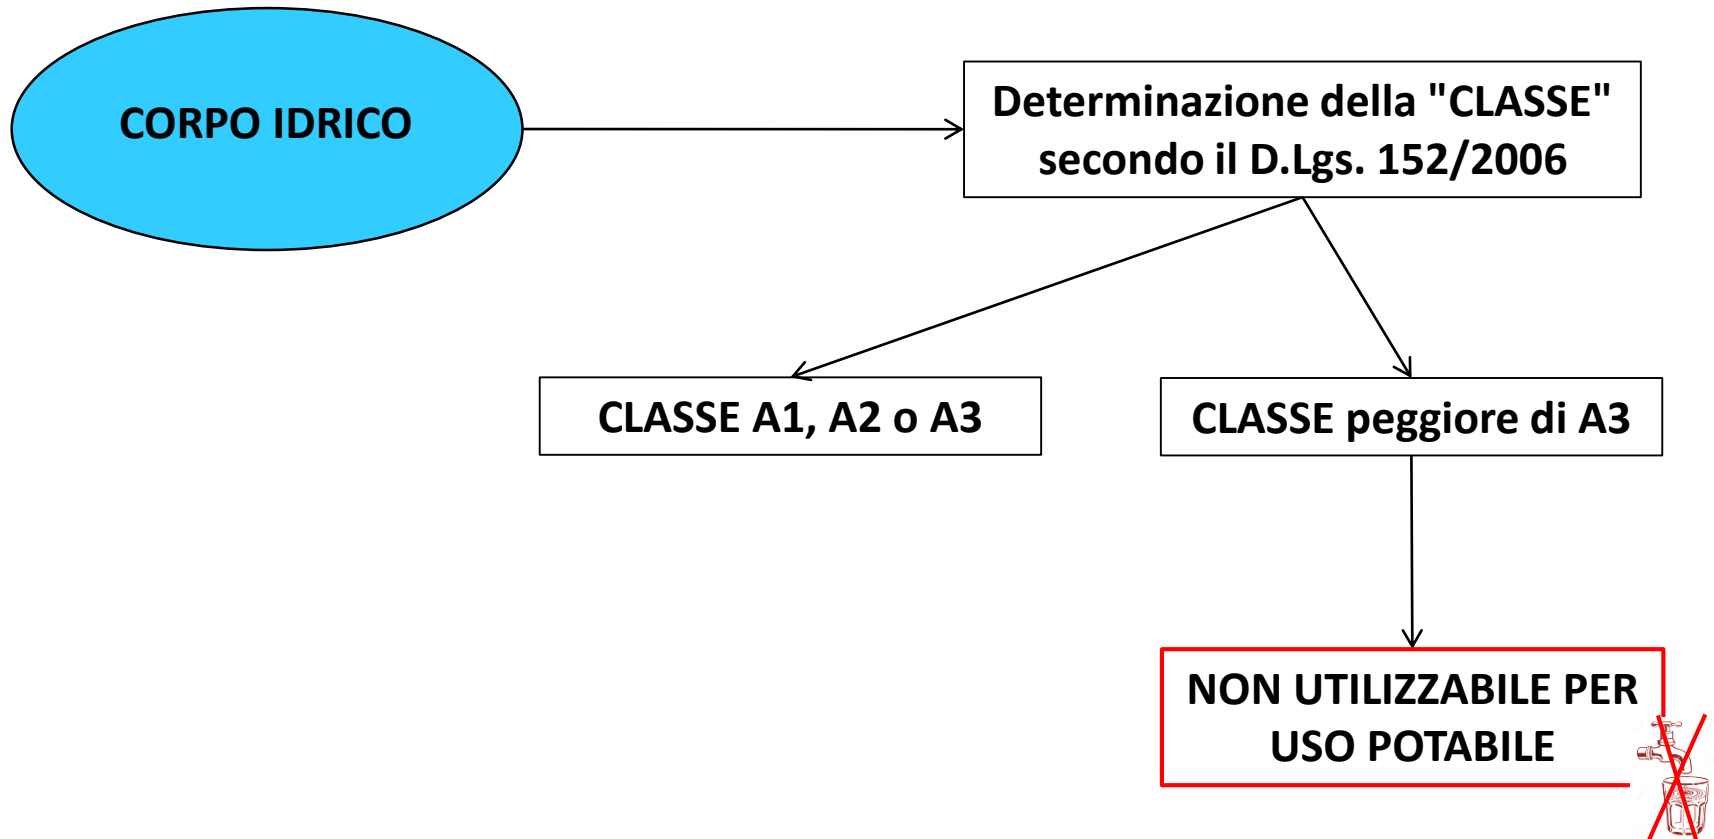 CORPO IDRICO
Determinazione della "CLASSE"
secondo il D.Lgs. 152/2006
CLASSE A1, A2 o A3
CLASSE peggiore di A3
NON UTILIZZABILE PER
USO POTABILE